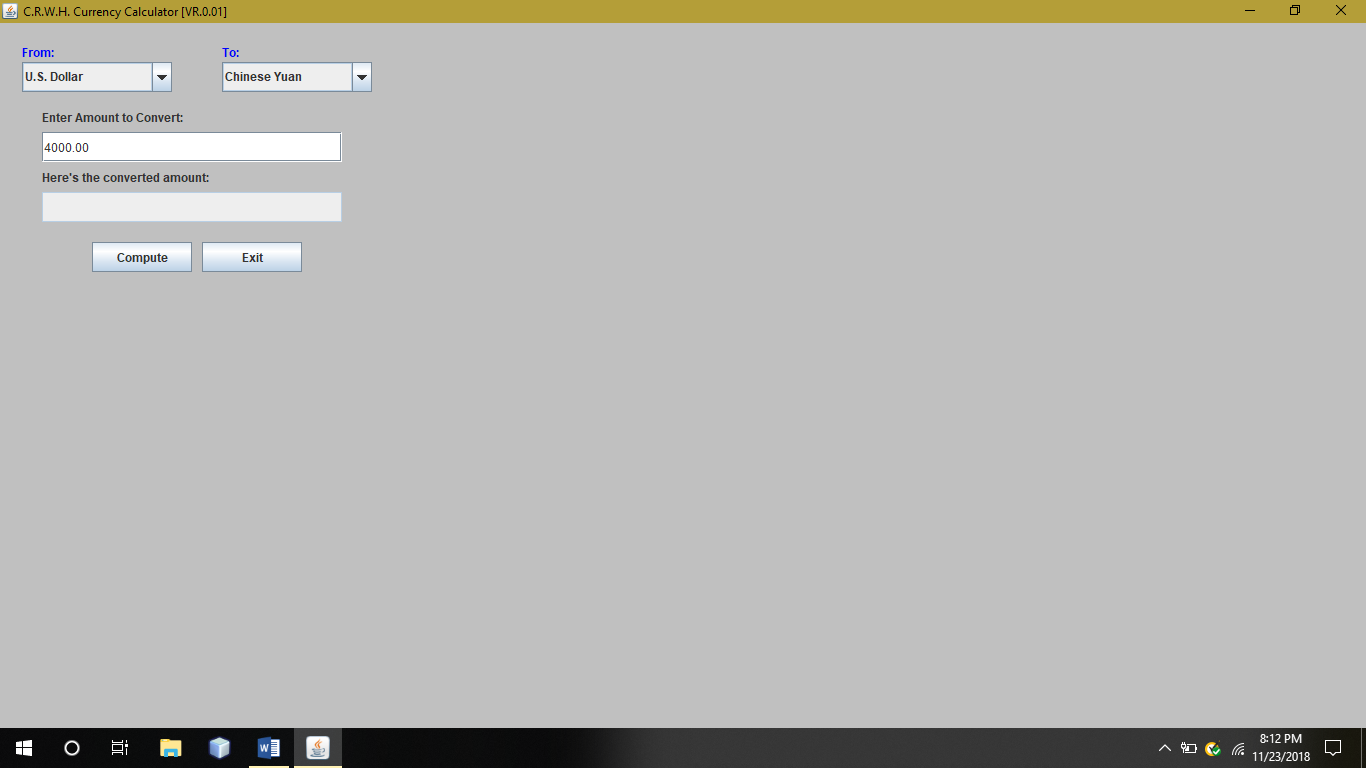 C.R.W.H. Currency Calculator [VR.0.01]
From: To:
U.S. Dollar Chinese Yuan
Enter Amount to Convert:
4000.00
Here's the converted amount:
Compute Exit
W
8:12 PM
11/23/2018